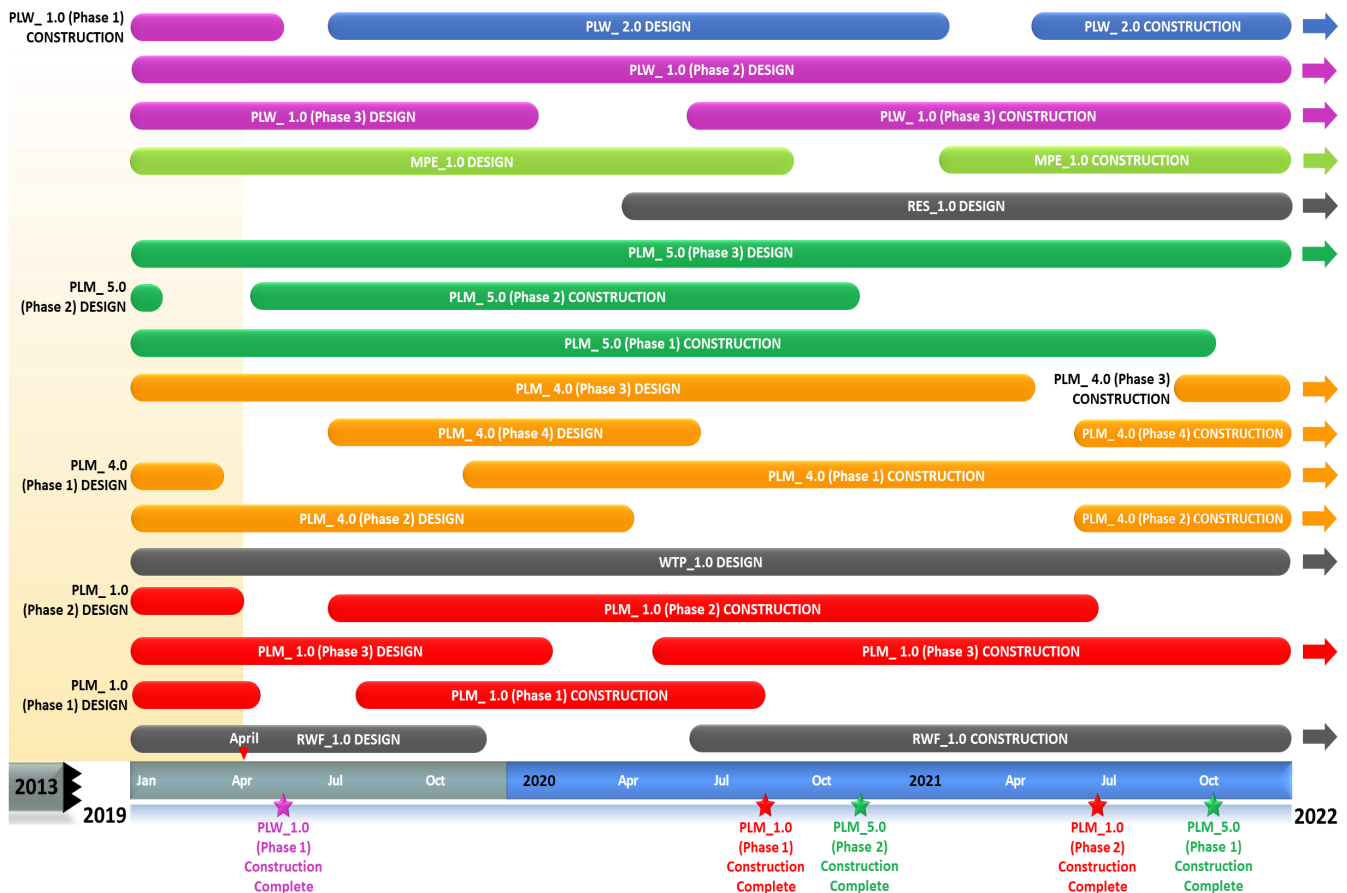 PLW_ 1.0 (Phase 1)
CONSTRUCTION
PLW_ 2.0 DESIGN
PLW_ 2.0 CONSTRUCTION
PLW_ 1.0 (Phase 2) DESIGN
PLW_ 1.0 (Phase 3) DESIGN
PLW_ 1.0 (Phase 3) CONSTRUCTION
MPE_1.0 DESIGN
MPE_1.0 CONSTRUCTION
RES_1.0 DESIGN
PLM_ 5.0 (Phase 3) DESIGN
PLM_ 5.0
(Phase 2) DESIGN
PLM_ 5.0 (Phase 2) CONSTRUCTION
PLM_ 5.0 (Phase 1) CONSTRUCTION
PLM_ 4.0 (Phase 3) DESIGN
PLM_ 4.0 (Phase 3)
CONSTRUCTION
PLM_ 4.0 (Phase 4) DESIGN
PLM_ 4.0 (Phase 4) CONSTRUCTION
PLM_ 4.0
(Phase 1) DESIGN
PLM_ 4.0 (Phase 1) CONSTRUCTION
PLM_ 4.0 (Phase 2) DESIGN
PLM_ 4.0 (Phase 2) CONSTRUCTION
WTP_1.0 DESIGN
PLM_ 1.0
(Phase 2) DESIGN
PLM_ 1.0 (Phase 2) CONSTRUCTION
PLM_ 1.0 (Phase 3) DESIGN
PLM_ 1.0 (Phase 3) CONSTRUCTION
PLM_ 1.0
(Phase 1) DESIGN
PLM_ 1.0 (Phase 1) CONSTRUCTION
April
RWF_1.0 DESIGN
RWF_1.0 CONSTRUCTION
2013
2019
Jan Apr Jul Oct 2020 Apr Jul Oct 2021 Apr Jul Oct
2022
PLW_1.0
(Phase 1)
Construction
Complete
PLM_1.0
(Phase 1)
Construction
Complete
PLM_5.0
(Phase 2)
Construction
Complete
PLM_1.0
(Phase 2)
Construction
Complete
PLM_5.0
(Phase 1)
Construction
Complete